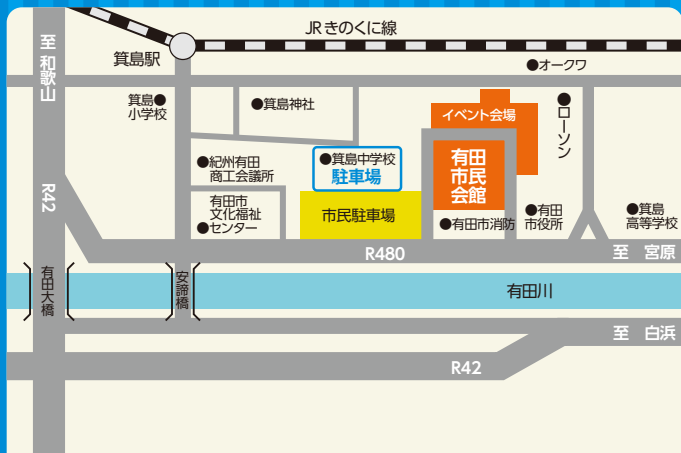 JRきのくに線
至 和歌山
箕島駅
●オークワ
箕島●
小学校
●箕島神社
イベント会場
●ローソン
●紀州有田
商工会議所
●箕島中学校
駐車場
有田
市民
会館
R42
有田市
文化福祉
●センター
市民駐車場
●有田市消防
●有田
市役所
●箕島
高等学校
R480
至 宮原
有田大橋
安諦橋
有田川
至 白浜
R42